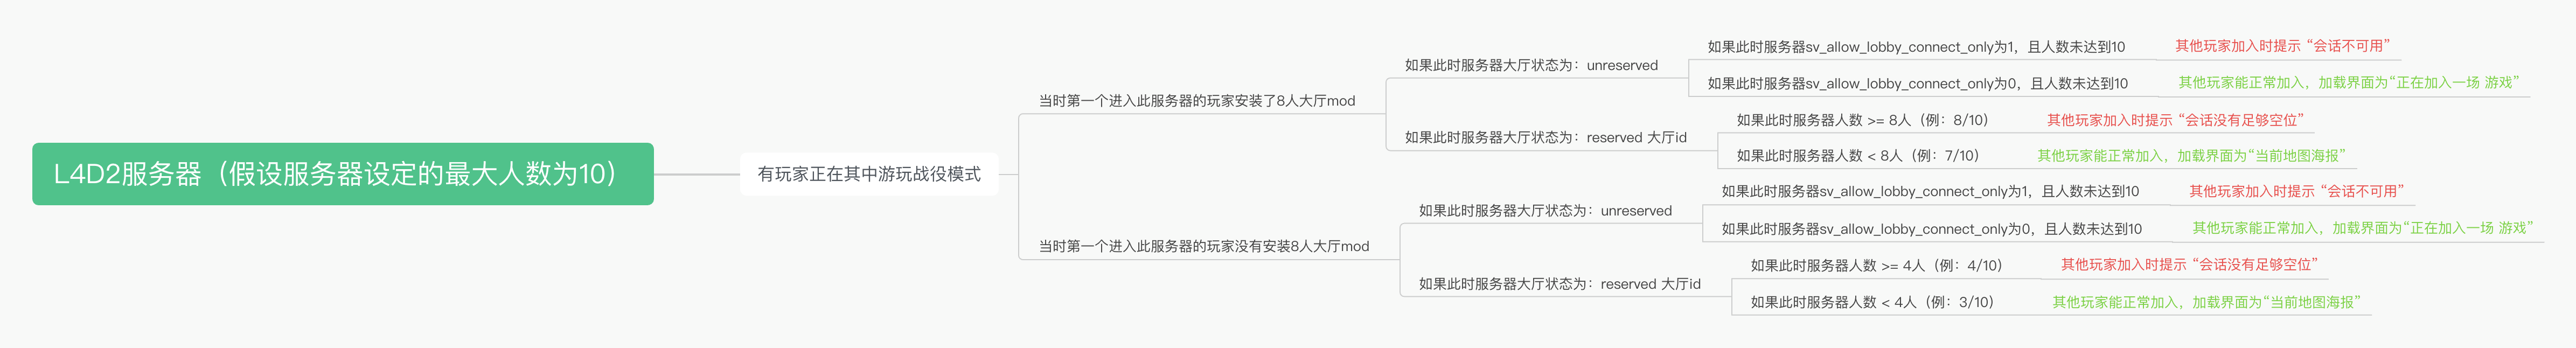 L4D2服务器（假设服务器设定的最大人数为10）
有玩家正在其中游玩战役模式
当时第一个进入此服务器的玩家安装了8人大厅mod
如果此时服务器大厅状态为：unreserved
如果此时服务器sv_allow_lobby_connect_only为1，且人数未达到10
其他玩家加入时提示 “会话不可用”
如果此时服务器sv_allow_lobby_connect_only为0，且人数未达到10
其他玩家能正常加入，加载界面为“正在加入一场 游戏”
如果此时服务器大厅状态为：reserved 大厅id
如果此时服务器人数 >= 8人（例：8/10）
其他玩家加入时提示 “会话没有足够空位”
如果此时服务器人数 < 8人（例：7/10）
其他玩家能正常加入，加载界面为“当前地图海报”
当时第一个进入此服务器的玩家没有安装8人大厅mod
如果此时服务器大厅状态为：unreserved
如果此时服务器sv_allow_lobby_connect_only为1，且人数未达到10
其他玩家加入时提示 “会话不可用”
如果此时服务器sv_allow_lobby_connect_only为0，且人数未达到10
其他玩家能正常加入，加载界面为“正在加入一场 游戏”
如果此时服务器大厅状态为：reserved 大厅id
如果此时服务器人数 >= 4人（例：4/10）
其他玩家加入时提示 “会话没有足够空位”
如果此时服务器人数 < 4人（例：3/10）
其他玩家能正常加入，加载界面为“当前地图海报”